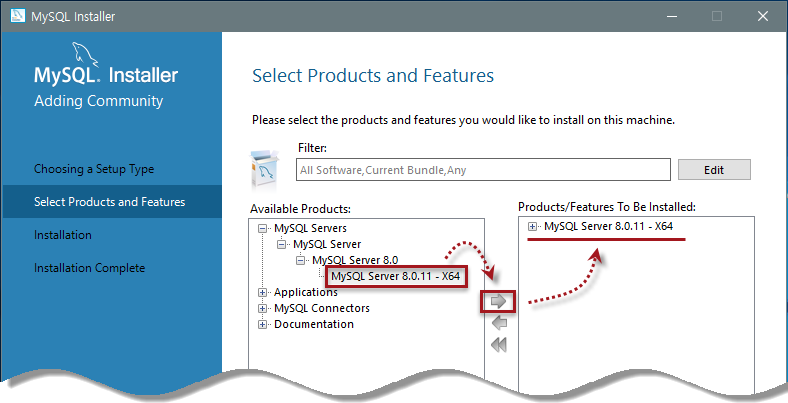 MySQL Installer
MySQL. Installer
Adding Community
Choosing a Setup Type
Select Products and Features
Installation
Installation Complete
Select Products and Features
Please select the products and features you would like to install on this machine.
Filter:
All Software,Current Bundle,Any
Edit
Available Products:
MySQL Servers
MySQL Server
MySQL Server 8.0
MySQL Server 8.0.11 - X64
Applications
MySQL Connectors
Documentation
Products/Features To Be Installed:
MySQL Server 8.0.11 - X64